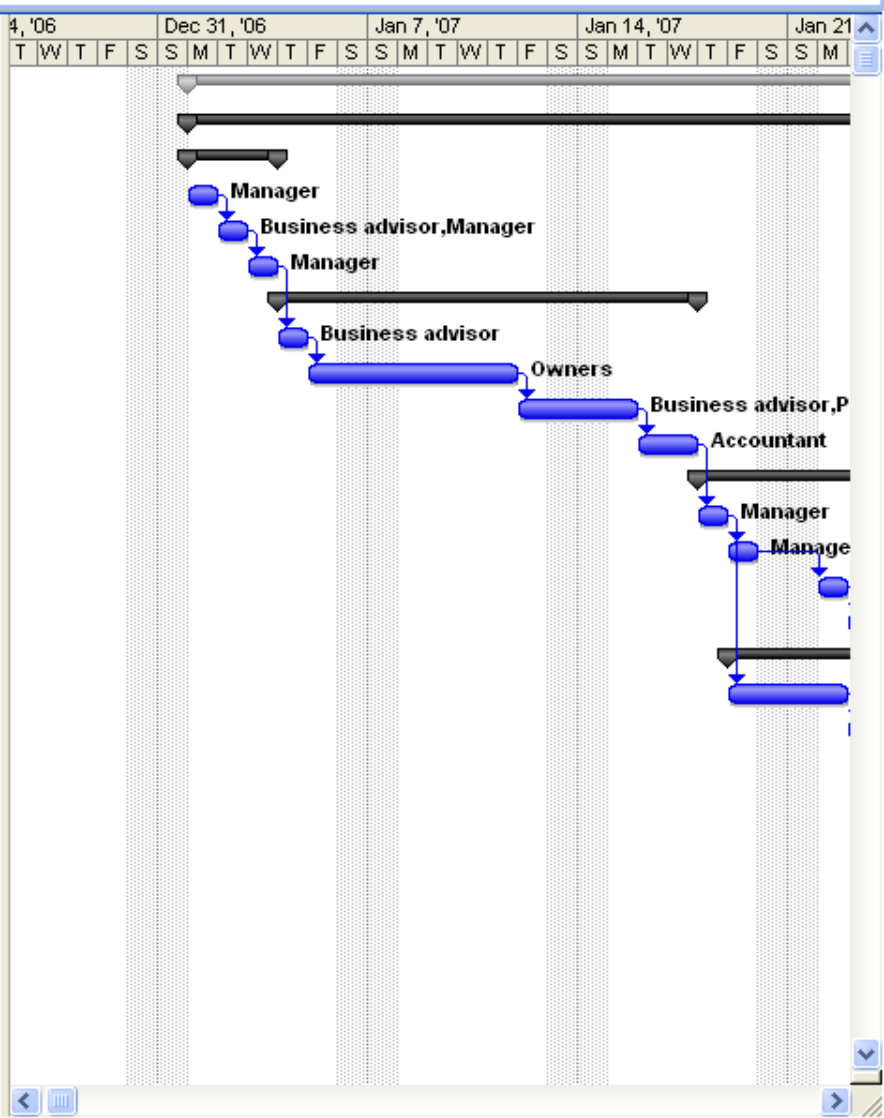 4, '06 Dec 31, '06 Jan 7, '07 Jan 14, '07 Jan 21
T W T F S S M T W T F S S M T W T F S S M T W T F S S M
Manager
Business advisor,Manager
Manager
Business advisor
Owners
Business advisor,P
Accountant
Manager
Manage